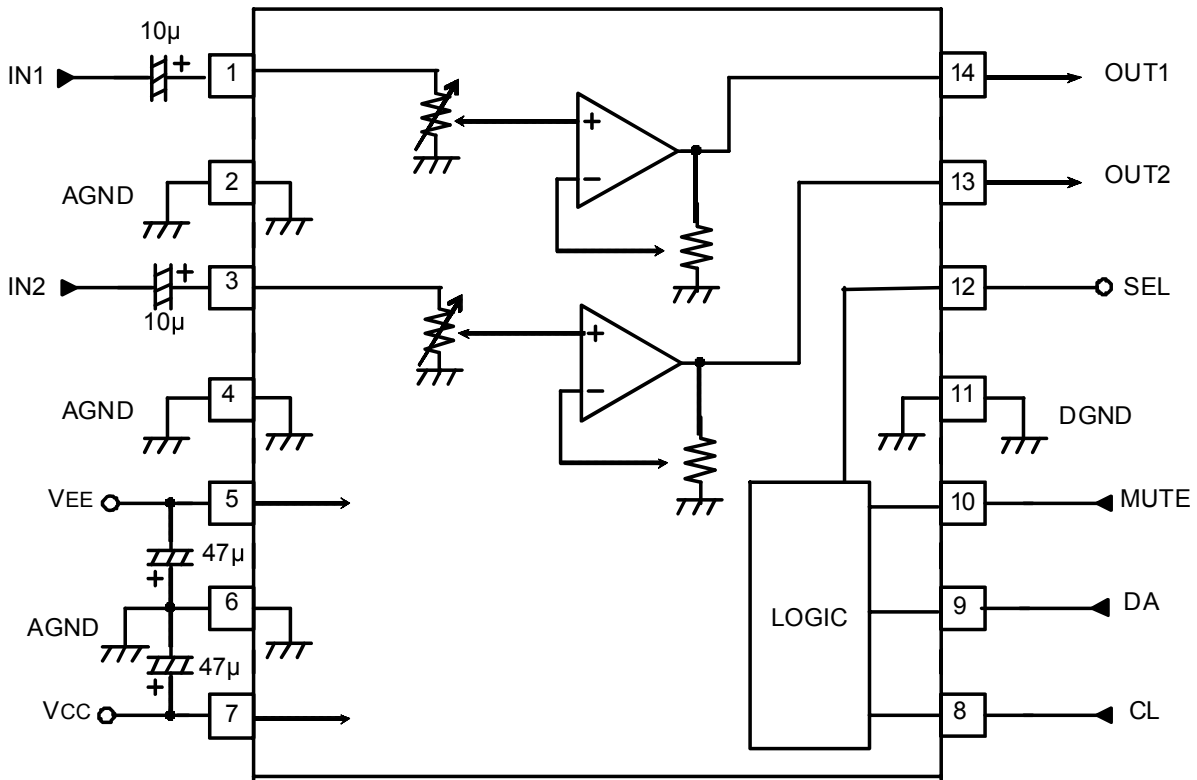 10µ
+
IN1
1
14
OUT1
+
−
AGND
2
13
OUT2
+
IN2
3
10µ
12
SEL
+
−
AGND
4
11
DGND
VEE
5
10
MUTE
47µ
+
AGND
6
LOGIC
9
DA
47µ
+
VCC
7
8
CL